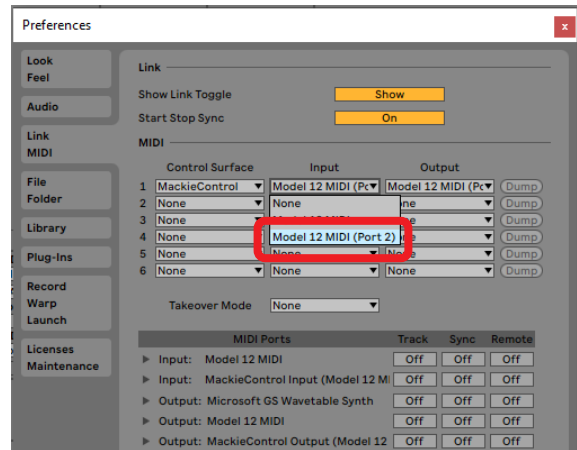 Preferences
x
Look
Feel
Audio
Link
MIDI
File
Folder
Library
Plug-Ins
Record
Warp
Launch
Licenses
Maintenance
Link
Show Link Toggle Show
Start Stop Sync On
MIDI
Control Surface Input Output
1 MackieControl Model 12 MIDI (Pc Model 12 MIDI (Pc Dump
2 None None ne Dump
3 None ne Dump
4 None Model 12 MIDI (Port 2) ne Dump
5 None None None Dump
6 None None None Dump
Takeover Mode None
MIDI Ports Track Sync Remote
Input: Model 12 MIDI Off Off Off
Input: MackieControl Input (Model 12 MI Off Off Off
Output: Microsoft GS Wavetable Synth Off Off Off
Output: Model 12 MIDI Off Off Off
Output: MackieControl Output (Model 12 Off Off Off